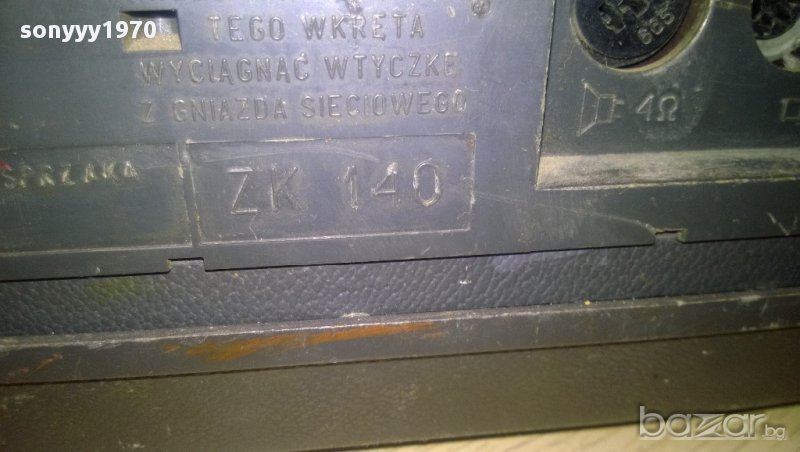 sonyyy1970
TEGO WKRĘTA
WYCIĄGNĄĆ WTYCZKĘ
Z GNIAZDA SIECIOWEGO
4Ω
SPRZAKA
ZK 140
bazar.bg